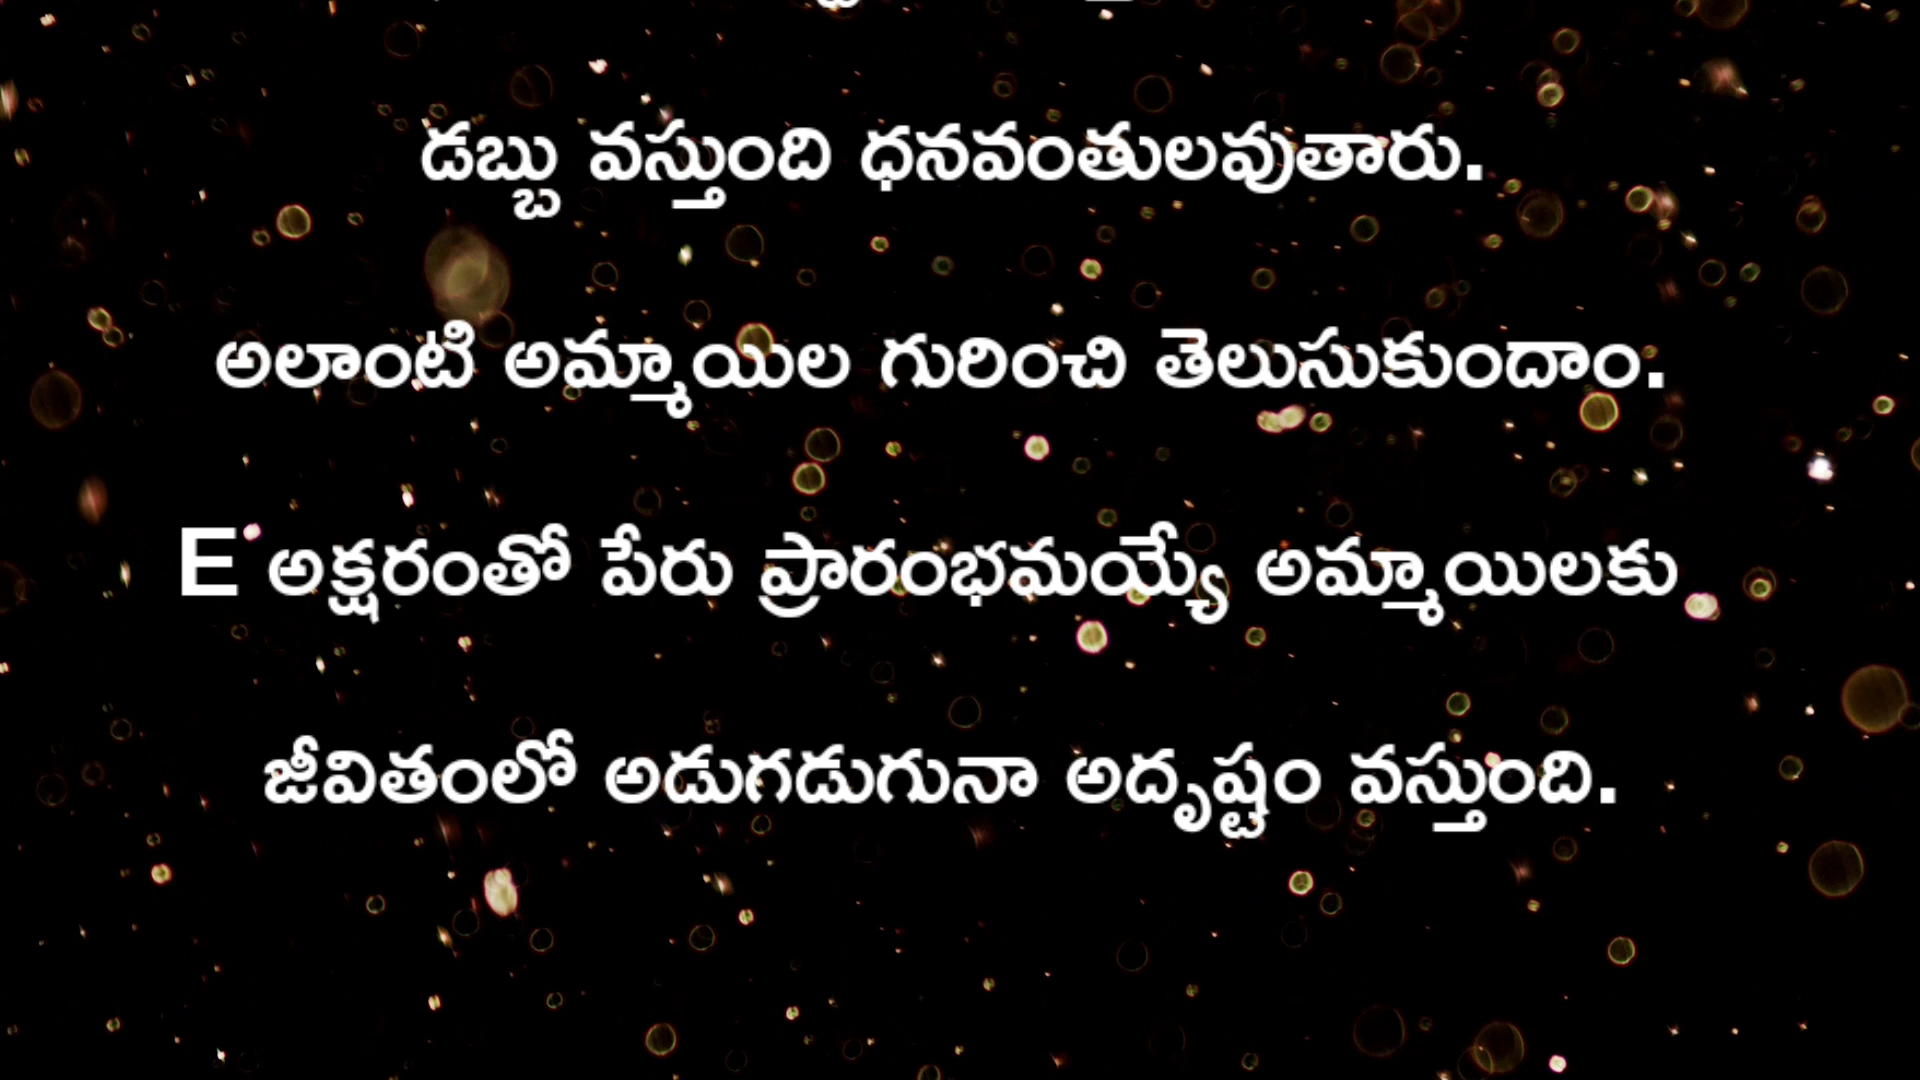 డబ్బు వస్తుంది ధనవంతులవుతారు.
అలాంటి అమ్మాయిల గురించి తెలుసుకుందాం.
E అక్షరంతో పేరు ప్రారంభమయ్యే అమ్మాయిలకు
జీవితంలో అడుగడుగునా అదృష్టం వస్తుంది.